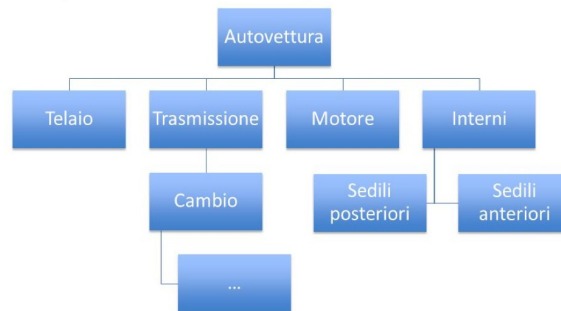 Autovettura
Telaio
Trasmissione
Motore
Interni
Cambio
Sedili
posteriori
Sedili
anteriori
...